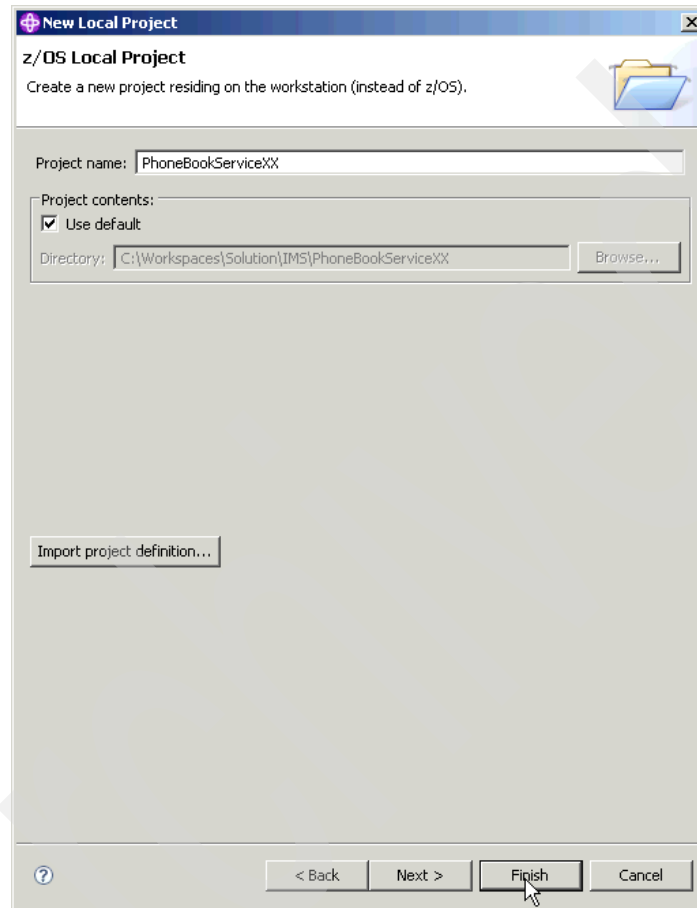 New Local Project
z/OS Local Project
Create a new project residing on the workstation (instead of z/OS).
Project name: PhoneBookServiceXX
Project contents:
Use default
Directory: C:\Workspaces\Solution\IMS\PhoneBookServiceXX Browse...
Import project definition...
< Back Next > Finish Cancel